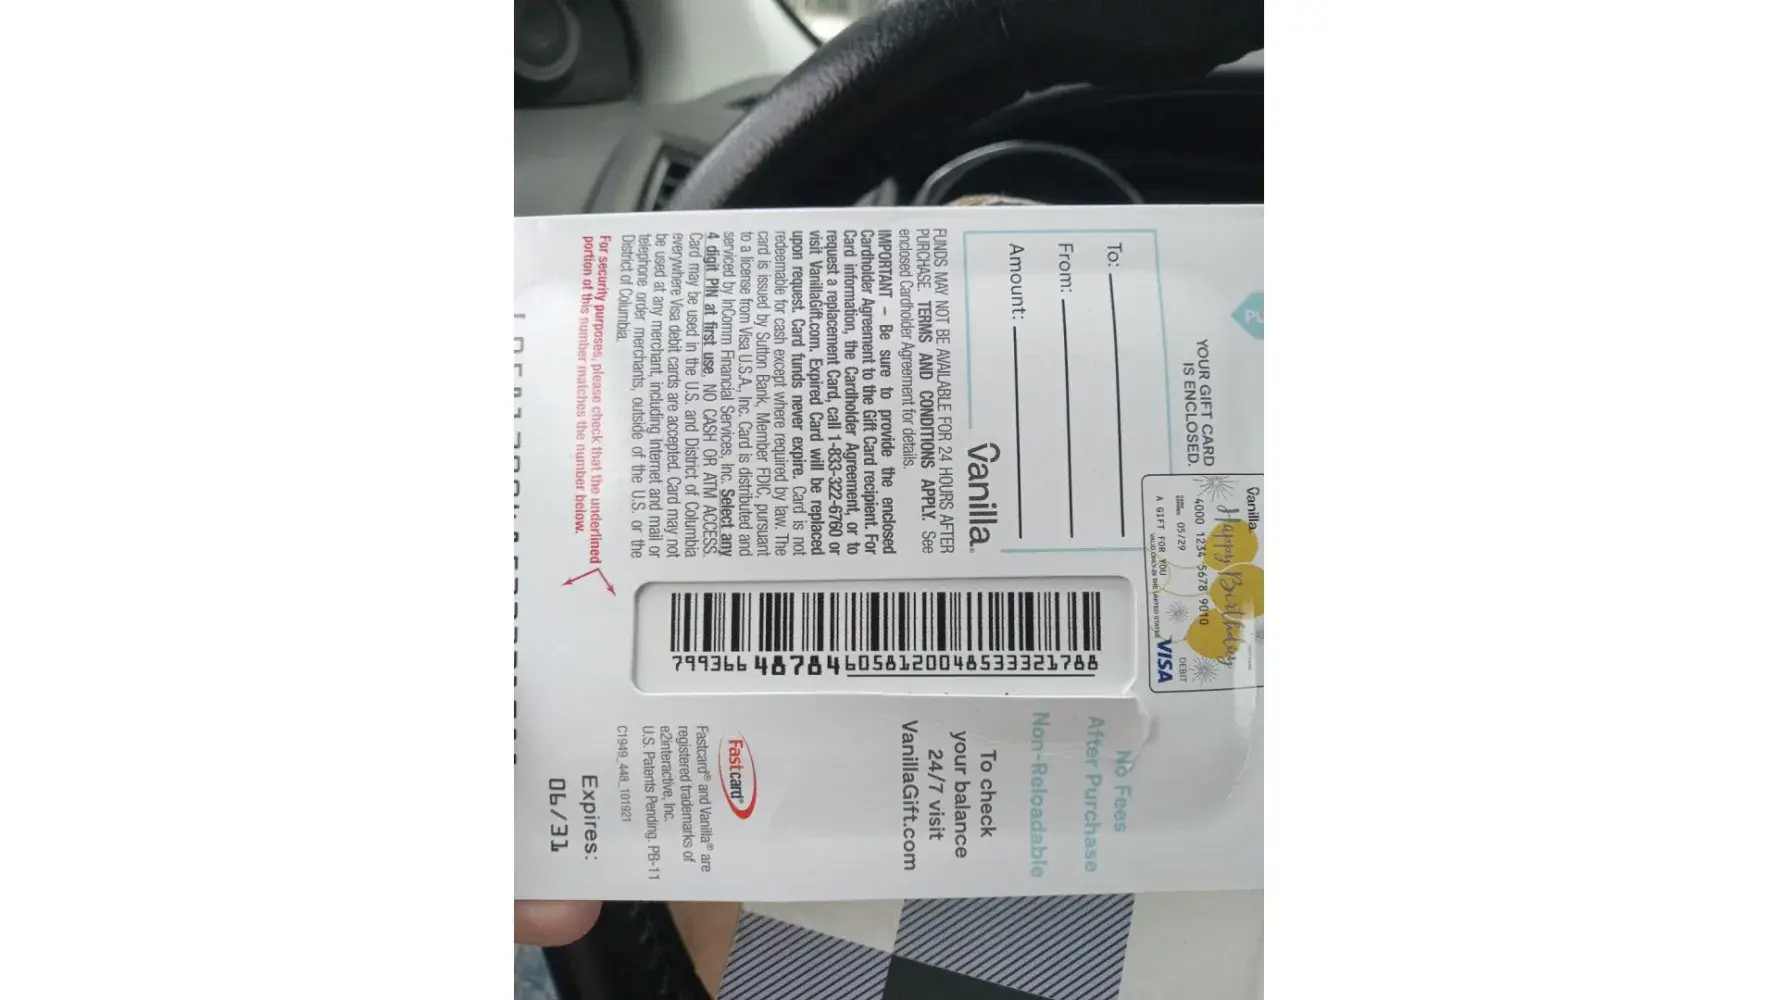 PU
YOUR GIFT CARD
IS ENCLOSED.
Vanilla
Happy Birthday
4000 1234 5678 9010
05/29
DEBIT
A GIFT FOR YOU
VISA
VALID ONLY IN THE UNITED STATES
To:
From:
Amount:
Vanilla.
FUNDS MAY NOT BE AVAILABLE FOR 24 HOURS AFTER
PURCHASE. TERMS AND CONDITIONS APPLY. See
enclosed Cardholder Agreement for details.
IMPORTANT – Be sure to provide the enclosed
Cardholder Agreement to the Gift Card recipient. For
Card information, the Cardholder Agreement, or to
request a replacement Card, call 1-833-322-6760 or
visit VanillaGift.com. Expired Card will be replaced
upon request. Card funds never expire. Card is not
redeemable for cash except where required by law. The
card is issued by Sutton Bank, Member FDIC, pursuant
to a license from Visa U.S.A., Inc. Card is distributed and
serviced by InComm Financial Services, Inc. Select any
4 digit PIN at first use. NO CASH OR ATM ACCESS.
Card may be used in the U.S. and District of Columbia
everywhere Visa debit cards are accepted. Card may not
be used at any merchant, including Internet and mail or
telephone order merchants, outside of the U.S. or the
District of Columbia.
For security purposes, please check that the underlined
portion of this number matches the number below.
799366 48784 6058120048533321788
No Fees
After Purchase
Non-Reloadable
To check
your balance
24/7 visit
VanillaGift.com
Fastcard®
Fastcard® and Vanilla® are
registered trademarks of
e2interactive, Inc.
U.S. Patents Pending. PB-11
C1949_448_101921
Expires:
06/31